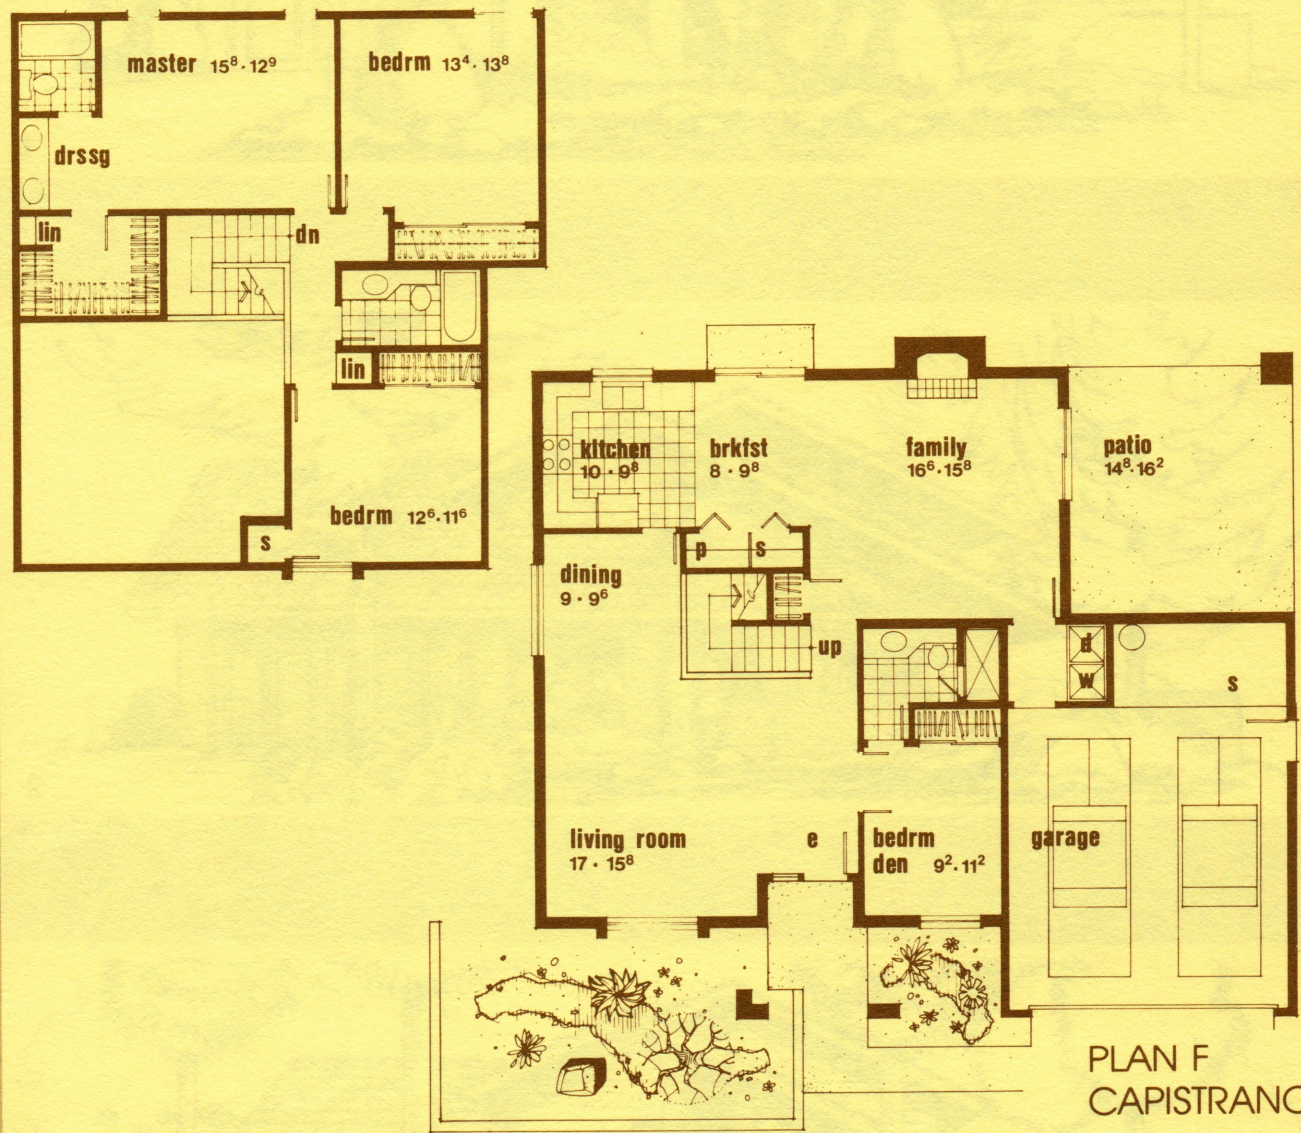 master 15⁸·12⁹
bedrm 13⁴·13⁸
drssg
lin
dn
lin
bedrm 12⁶·11⁶
s
kitchen
10·9⁸
brkfst
8·9⁸
family
16⁶·15⁸
patio
14⁸·16²
p
s
dining
9·9⁶
up
d
w
s
living room
17·15⁸
e
bedrm
den 9²·11²
garage
PLAN F
CAPISTRANO